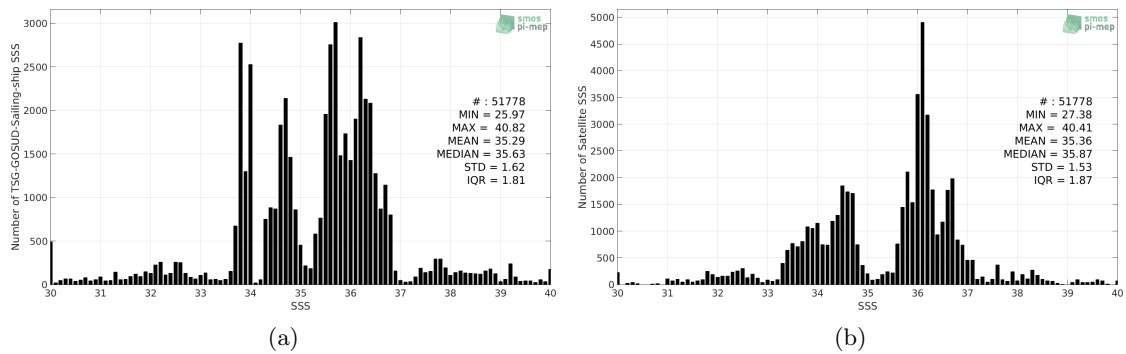 smos
pi-mep
3000
2500
2000
1500
1000
500
0
Number of TSG-GOSUD-Sailing-ship SSS
# : 51778
MIN = 25.97
MAX = 40.82
MEAN = 35.29
MEDIAN = 35.63
STD = 1.62
IQR = 1.81
30 31 32 33 34 35 36 37 38 39 40
SSS
(a)
smos
pi-mep
5000
4500
4000
3500
3000
2500
2000
1500
1000
500
0
Number of Satellite SSS
# : 51778
MIN = 27.38
MAX = 40.41
MEAN = 35.36
MEDIAN = 35.87
STD = 1.53
IQR = 1.87
30 31 32 33 34 35 36 37 38 39 40
SSS
(b)